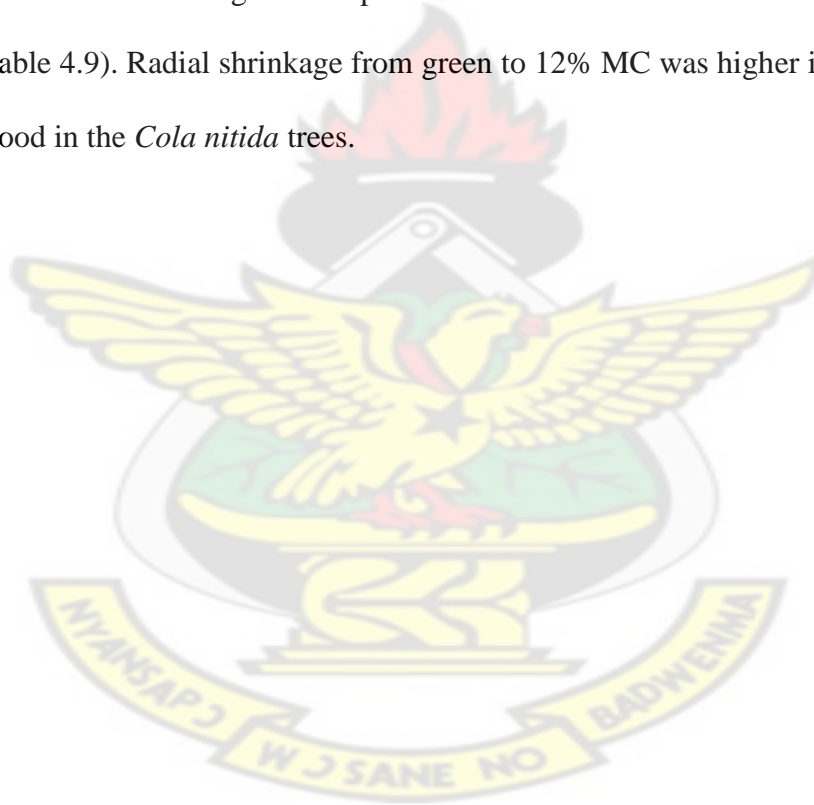 able 4.9). Radial shrinkage from green to 12% MC was higher i
ood in the Cola nitida trees.
NYANSAPƆ
WƆSANE NO
BADWENMA